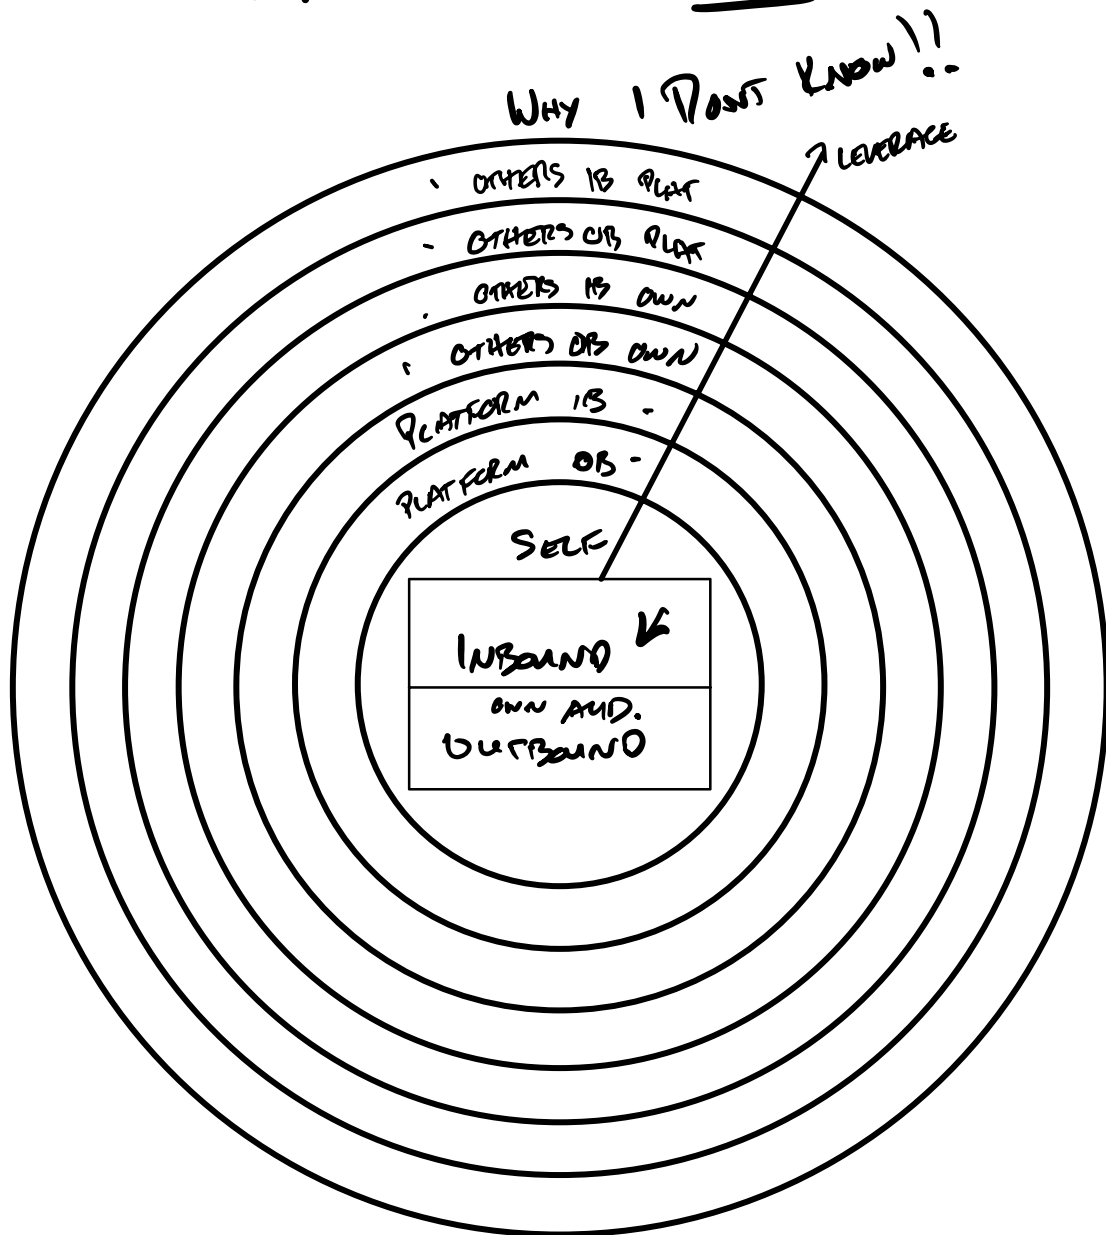 WHY I DON'T KNOW!!
LEVERAGE
· OTHERS IB PLAT
- OTHERS OB PLAT
· OTHERS IB OWN
· OTHERS OB OWN
PLATFORM IB -
PLATFORM OB -
SELF
INBOUND
OWN AUD.
OUTBOUND